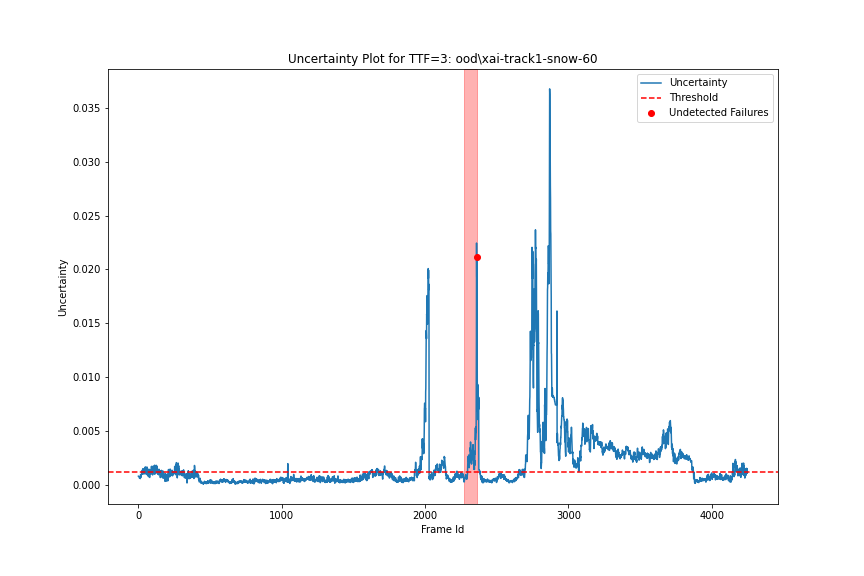 Uncertainty Plot for TTF=3: ood\xai-track1-snow-60
Uncertainty
Threshold
Undetected Failures
0.035
0.030
0.025
0.020
0.015
0.010
0.005
0.000
Uncertainty
0
1000
2000
3000
4000
Frame Id